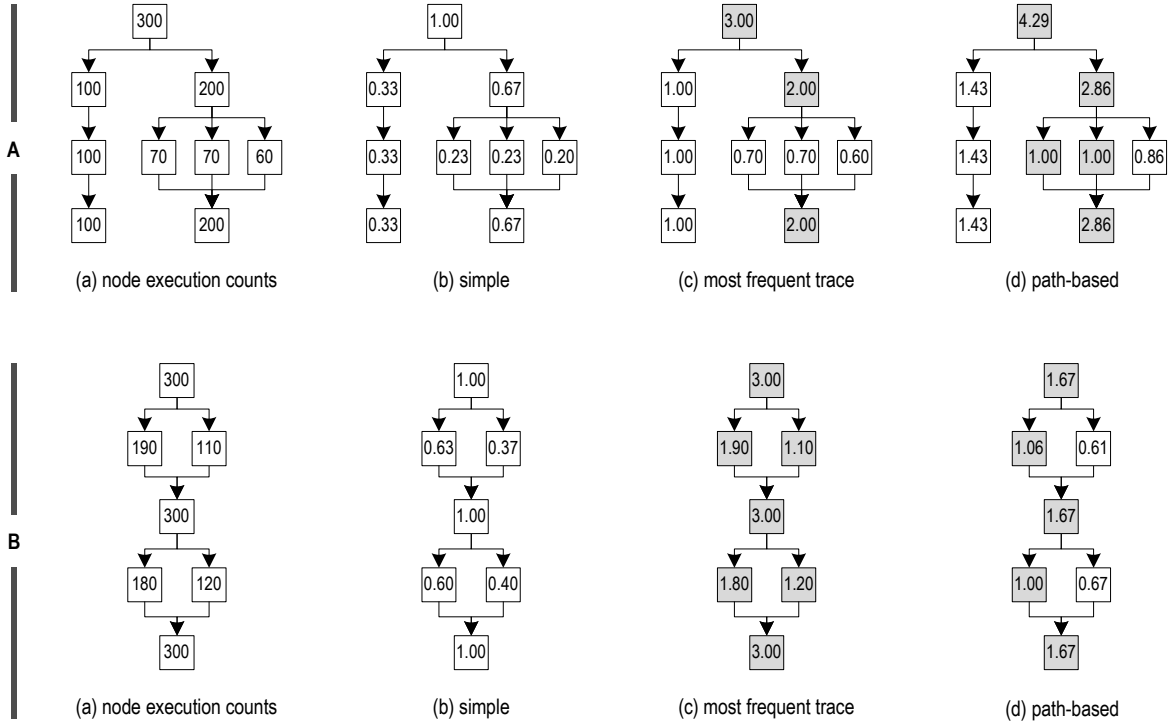 300 1.00 3.00 4.29
100 200 0.33 0.67 1.00 2.00 1.43 2.86
A
100 70 70 60 0.33 0.23 0.23 0.20 1.00 0.70 0.70 0.60 1.43 1.00 1.00 0.86
100 200 0.33 0.67 1.00 2.00 1.43 2.86
(a) node execution counts (b) simple (c) most frequent trace (d) path-based
300 1.00 3.00 1.67
190 110 0.63 0.37 1.90 1.10 1.06 0.61
300 1.00 3.00 1.67
B
180 120 0.60 0.40 1.80 1.20 1.00 0.67
300 1.00 3.00 1.67
(a) node execution counts (b) simple (c) most frequent trace (d) path-based